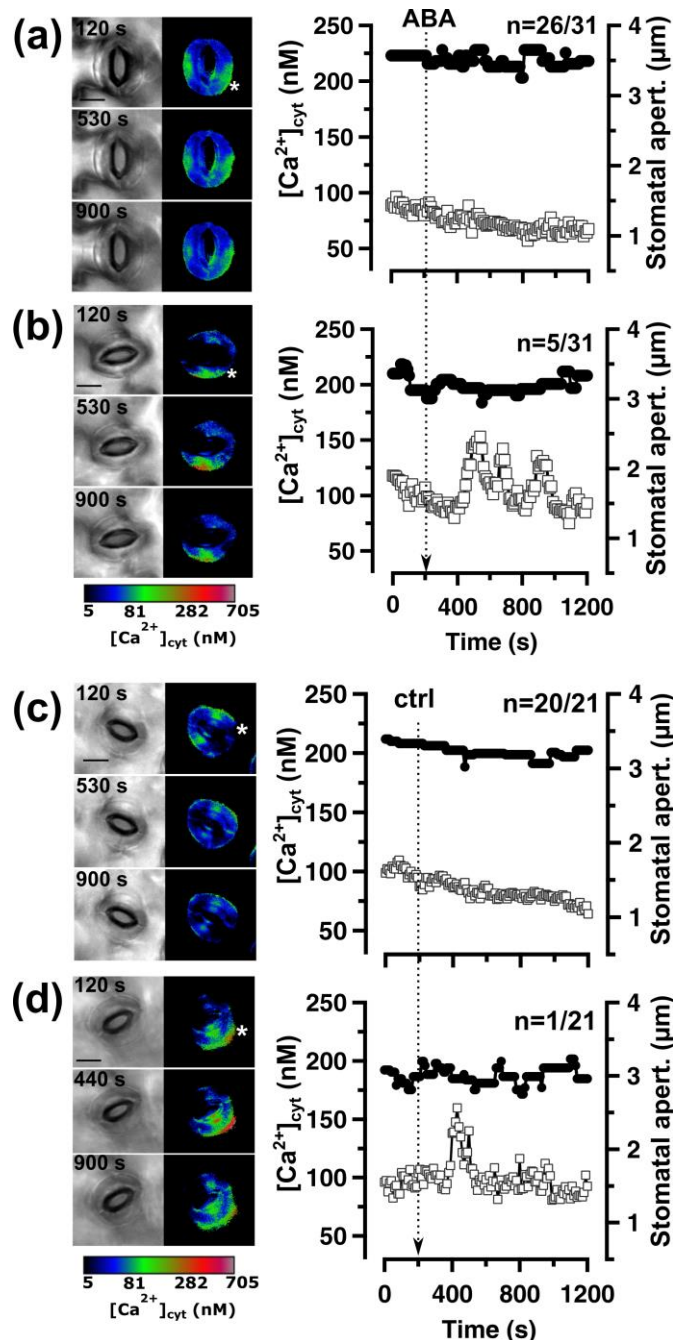 (a)
120 s
*
530 s
900 s
ABA
n=26/31
250
200
150
100
50
[Ca²⁺]cyt (nM)
4
3
2
1
Stomatal apert. (µm)
(b)
120 s
*
530 s
900 s
n=5/31
250
200
150
100
50
[Ca²⁺]cyt (nM)
4
3
2
1
Stomatal apert. (µm)
0 400 800 1200
Time (s)
5 81 282 705
[Ca²⁺]cyt (nM)
(c)
120 s
*
530 s
900 s
ctrl
n=20/21
250
200
150
100
50
[Ca²⁺]cyt (nM)
4
3
2
1
Stomatal apert. (µm)
(d)
120 s
*
440 s
900 s
n=1/21
250
200
150
100
50
[Ca²⁺]cyt (nM)
4
3
2
1
Stomatal apert. (µm)
0 400 800 1200
Time (s)
5 81 282 705
[Ca²⁺]cyt (nM)